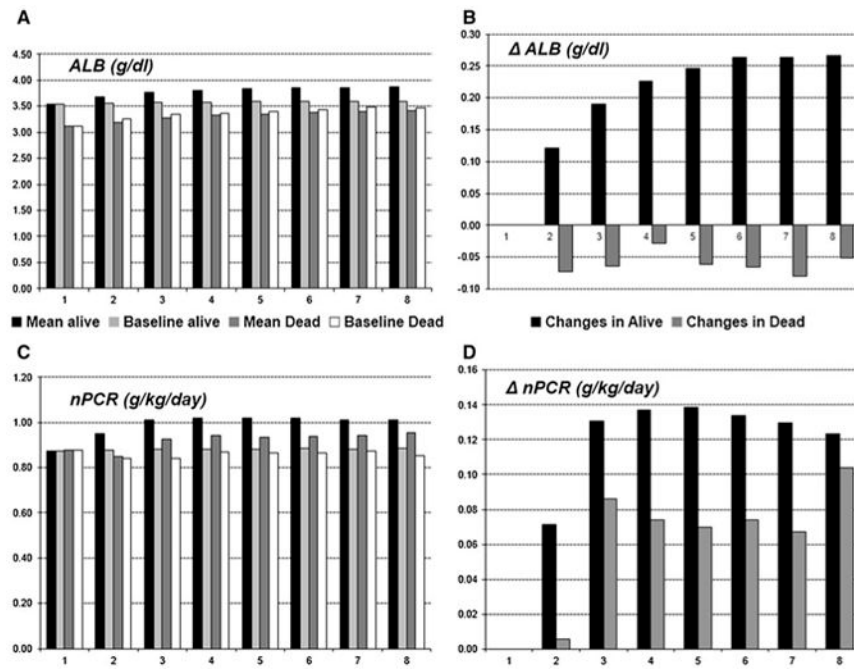 A
ALB (g/dl)
4.50
4.00
3.50
3.00
2.50
2.00
1.50
1.00
0.50
0.00
1 2 3 4 5 6 7 8
Mean alive Baseline alive Mean Dead Baseline Dead
B
Δ ALB (g/dl)
0.30
0.25
0.20
0.15
0.10
0.05
0.00
-0.05
-0.10
1 2 3 4 5 6 7 8
Changes in Alive Changes in Dead
C
nPCR (g/kg/day)
1.20
1.00
0.80
0.60
0.40
0.20
0.00
1 2 3 4 5 6 7 8
D
Δ nPCR (g/kg/day)
0.16
0.14
0.12
0.10
0.08
0.06
0.04
0.02
0.00
1 2 3 4 5 6 7 8